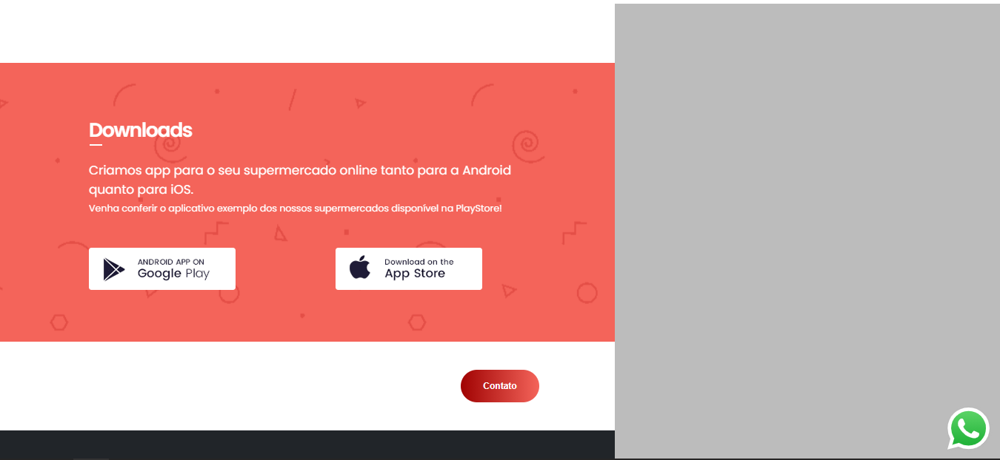 Downloads
Criamos app para o seu supermercado online tanto para a Android
quanto para iOS.
Venha conferir o aplicativo exemplo dos nossos supermercados disponível na PlayStore!
ANDROID APP ON
Google Play
Download on the
App Store
Contato